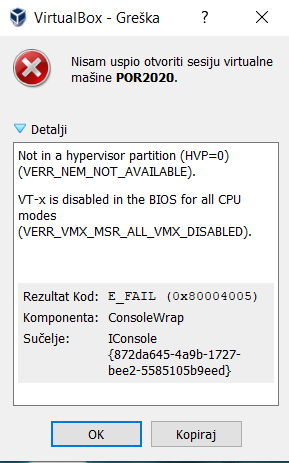 VirtualBox - Greška
Nisam uspio otvoriti sesiju virtualne
mašine POR2020.
Detalji
Not in a hypervisor partition (HVP=0)
(VERR_NEM_NOT_AVAILABLE).
VT-x is disabled in the BIOS for all CPU
modes
(VERR_VMX_MSR_ALL_VMX_DISABLED).
Rezultat Kod: E_FAIL (0x80004005)
Komponenta: ConsoleWrap
Sučelje: IConsole
{872da645-4a9b-1727-
bee2-5585105b9eed}
OK Kopiraj